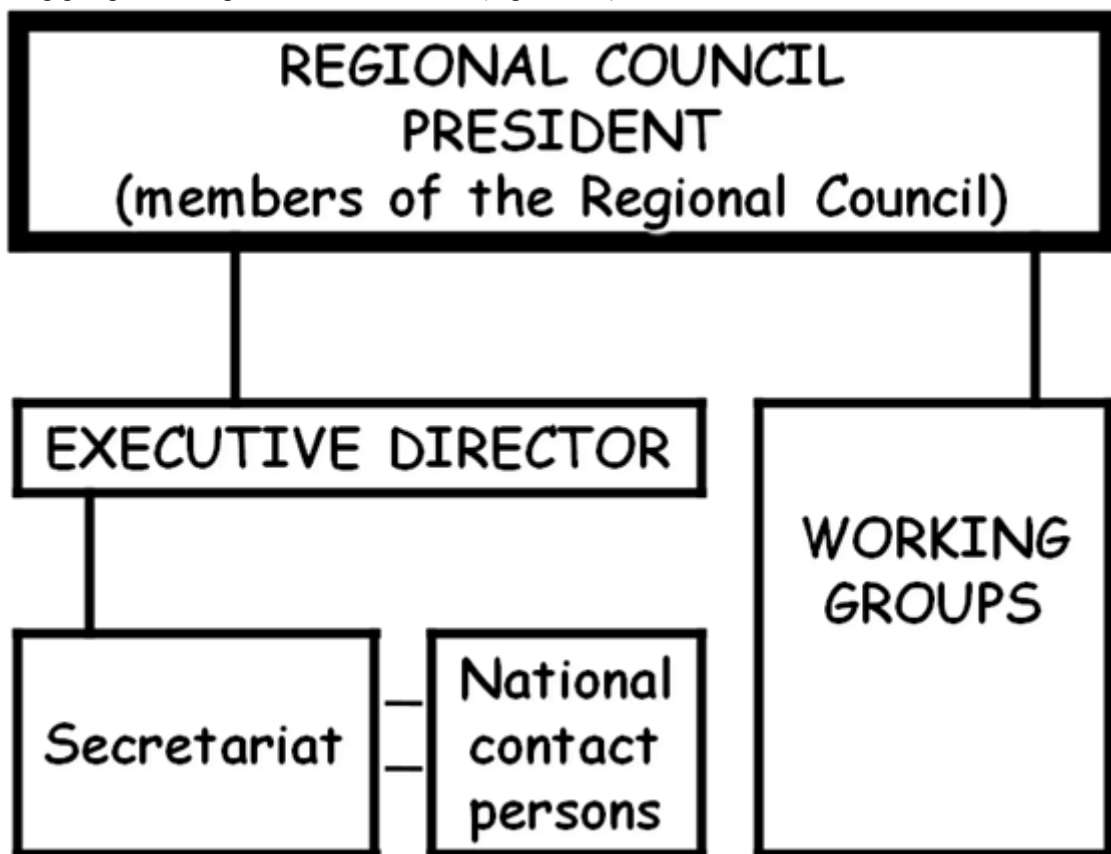 REGIONAL COUNCIL
PRESIDENT
(members of the Regional Council)
EXECUTIVE DIRECTOR
WORKING
GROUPS
Secretariat
National
contact
persons